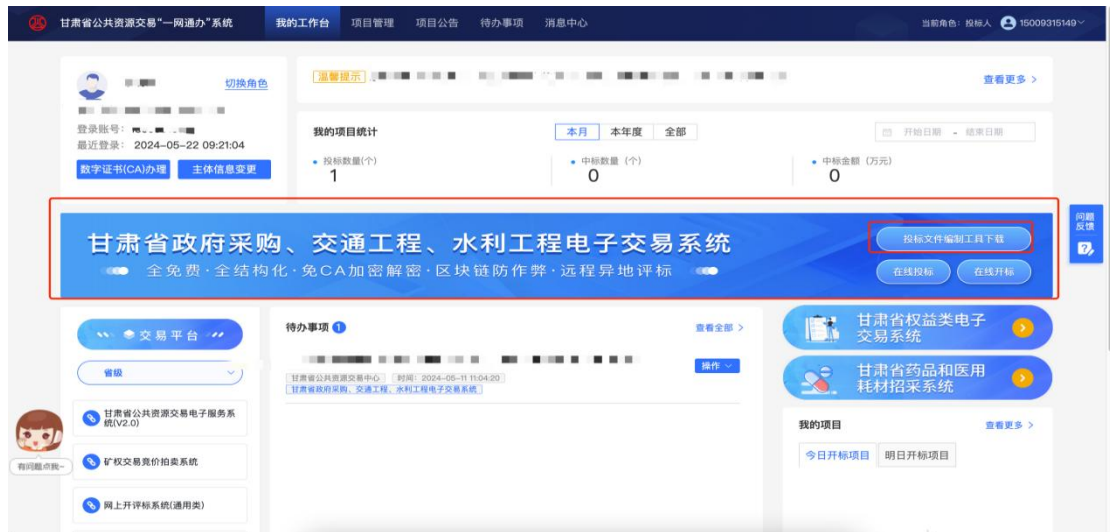 甘肃省公共资源交易“一网通办”系统 我的工作台 项目管理 项目公告 待办事项 消息中心 当前角色：投标人 15009315149
切换角色
登录账号：
最近登录： 2024-05-22 09:21:04
数字证书(CA)办理 主体信息变更
温馨提示 查看更多 >
我的项目统计 本月 本年度 全部 开始日期 - 结束日期
投标数量(个) 中标数量（个） 中标金额（万元）
1 0 0
问题反馈
甘肃省政府采购、交通工程、水利工程电子交易系统
全免费·全结构化·免CA加密解密·区块链防作弊·远程异地评标
投标文件编制工具下载
在线投标 在线开标
交易平台
省级
甘肃省公共资源交易电子服务系
统(V2.0)
矿权交易竞价拍卖系统
网上开评标系统(通用类)
有问题点我~
待办事项 1 查看全部 >
操作
甘肃省公共资源交易中心 时间：2024-05-11 11:04:20
甘肃省政府采购、交通工程、水利工程电子交易系统
甘肃省权益类电子
交易系统
甘肃省药品和医用
耗材招采系统
我的项目 查看更多 >
今日开标项目 明日开标项目